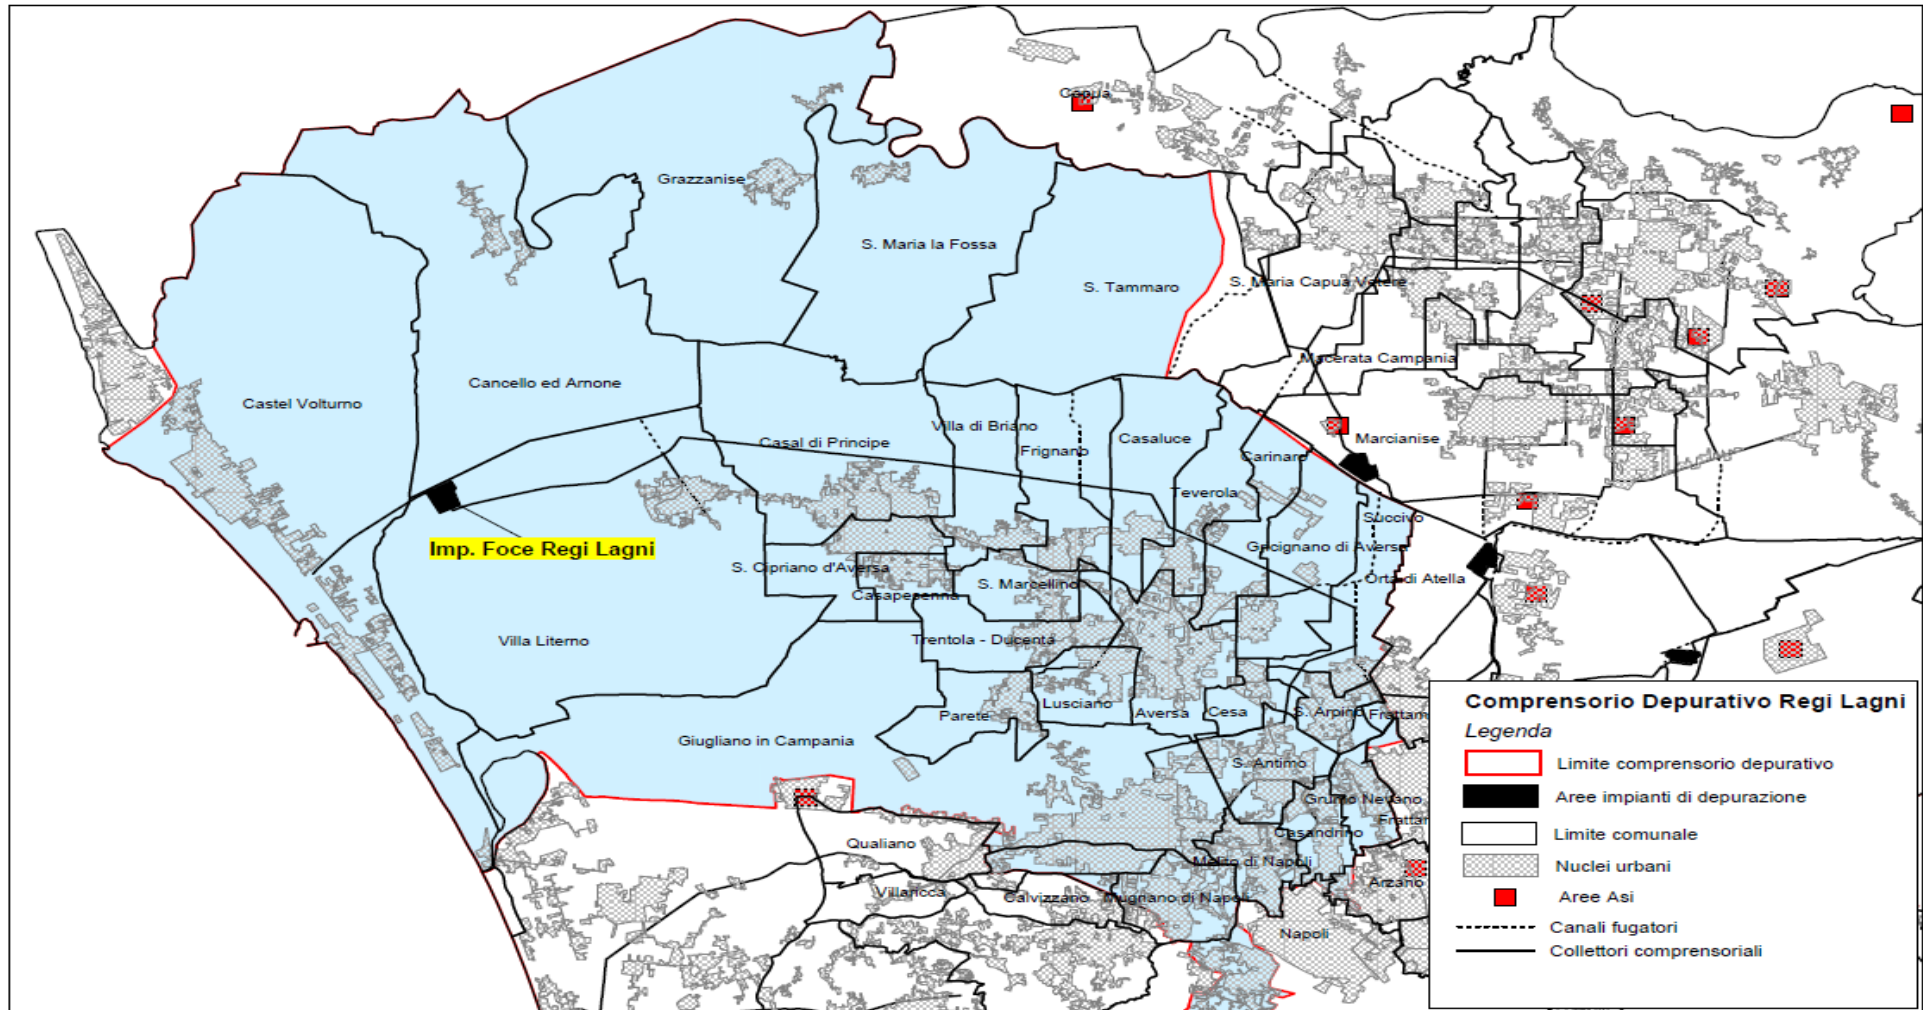 Capua
Grazzanise
S. Maria la Fossa
S. Tammaro
S. Maria Capua Vetere
Macerata Campania
Cancello ed Arnone
Castel Volturno
Villa di Briano
Casal di Principe
Frignano
Casaluce
Marcianise
Carinaro
Teverola
Succivo
Imp. Foce Regi Lagni
Gricignano di Aversa
S. Cipriano d'Aversa
Orta di Atella
S. Marcellino
Casapesenna
Villa Literno
Trentola - Ducenta
Lusciano
Parete
Aversa
Cesa
S. Arpino
Frattam
Giugliano in Campania
S. Antimo
Grumo Nevano
Frattar
Casandrino
Qualiano
Melito di Napoli
Arzano
Villaricca
Calvizzano
Mugnano di Napoli
Napoli
Comprensorio Depurativo Regi Lagni
Legenda
Limite comprensorio depurativo
Aree impianti di depurazione
Limite comunale
Nuclei urbani
Aree Asi
Canali fugatori
Collettori comprensoriali